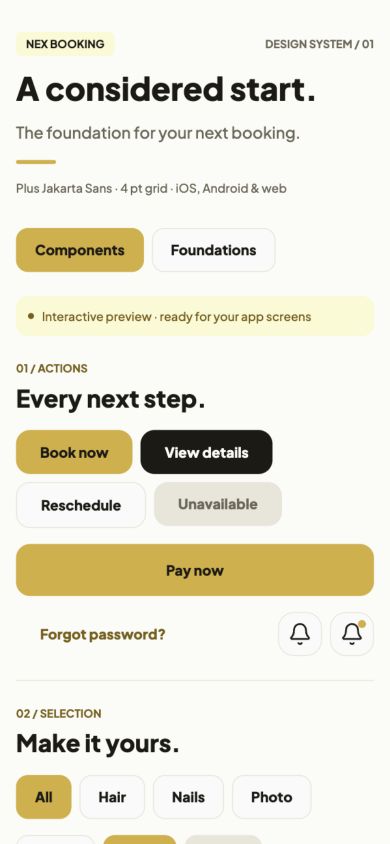 NEX BOOKING
DESIGN SYSTEM / 01
A considered start.
The foundation for your next booking.
Plus Jakarta Sans · 4 pt grid · iOS, Android & web
Components
Foundations
Interactive preview · ready for your app screens
01 / ACTIONS
Every next step.
Book now
View details
Reschedule
Unavailable
Pay now
Forgot password?
02 / SELECTION
Make it yours.
All
Hair
Nails
Photo